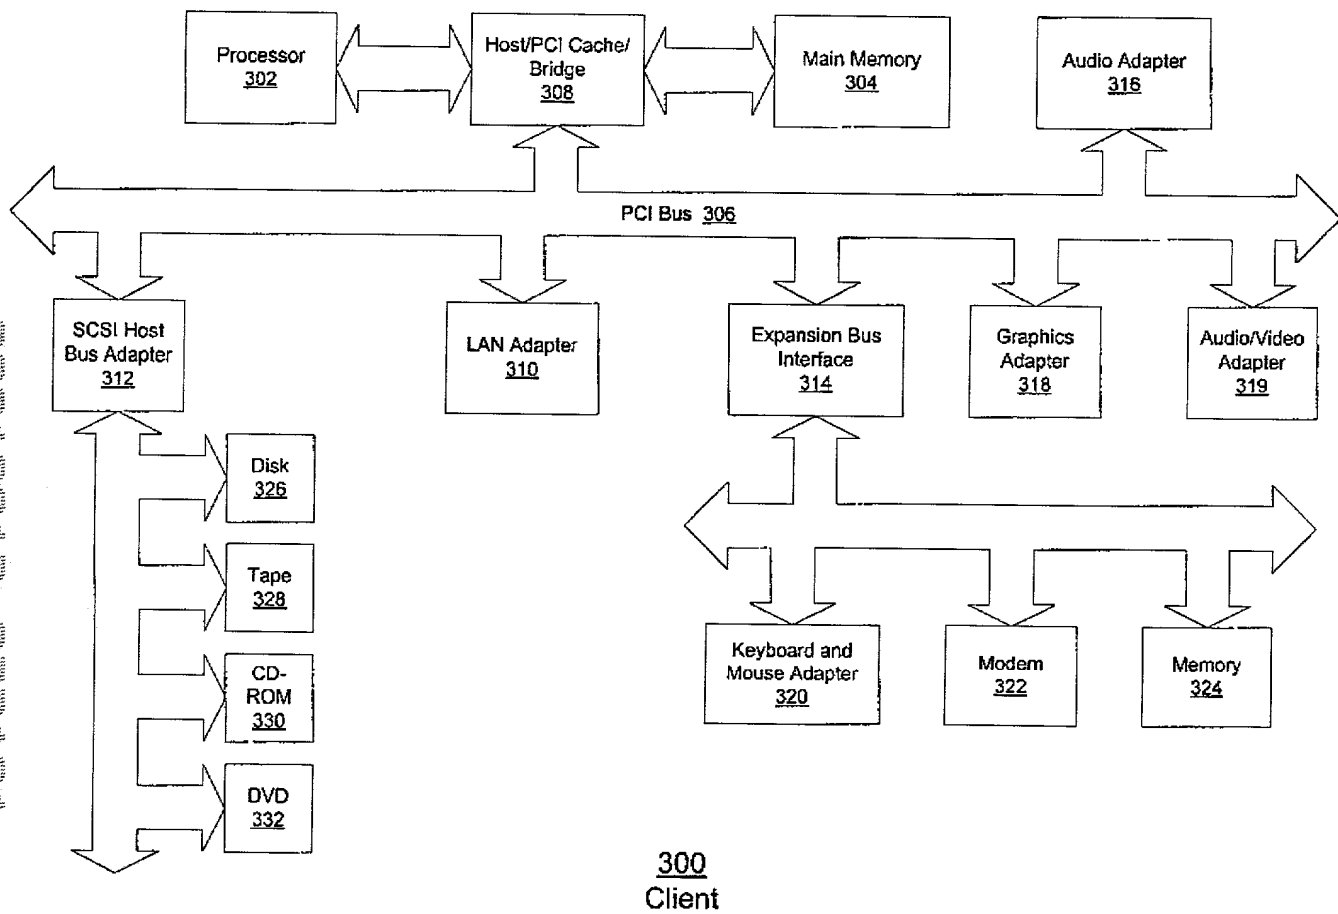 Processor
302
Host/PCI Cache/
Bridge
308
Main Memory
304
Audio Adapter
316
PCI Bus 306
SCSI Host
Bus Adapter
312
LAN Adapter
310
Expansion Bus
Interface
314
Graphics
Adapter
318
Audio/Video
Adapter
319
Disk
326
Tape
328
CD-
ROM
330
DVD
332
Keyboard and
Mouse Adapter
320
Modem
322
Memory
324
300
Client